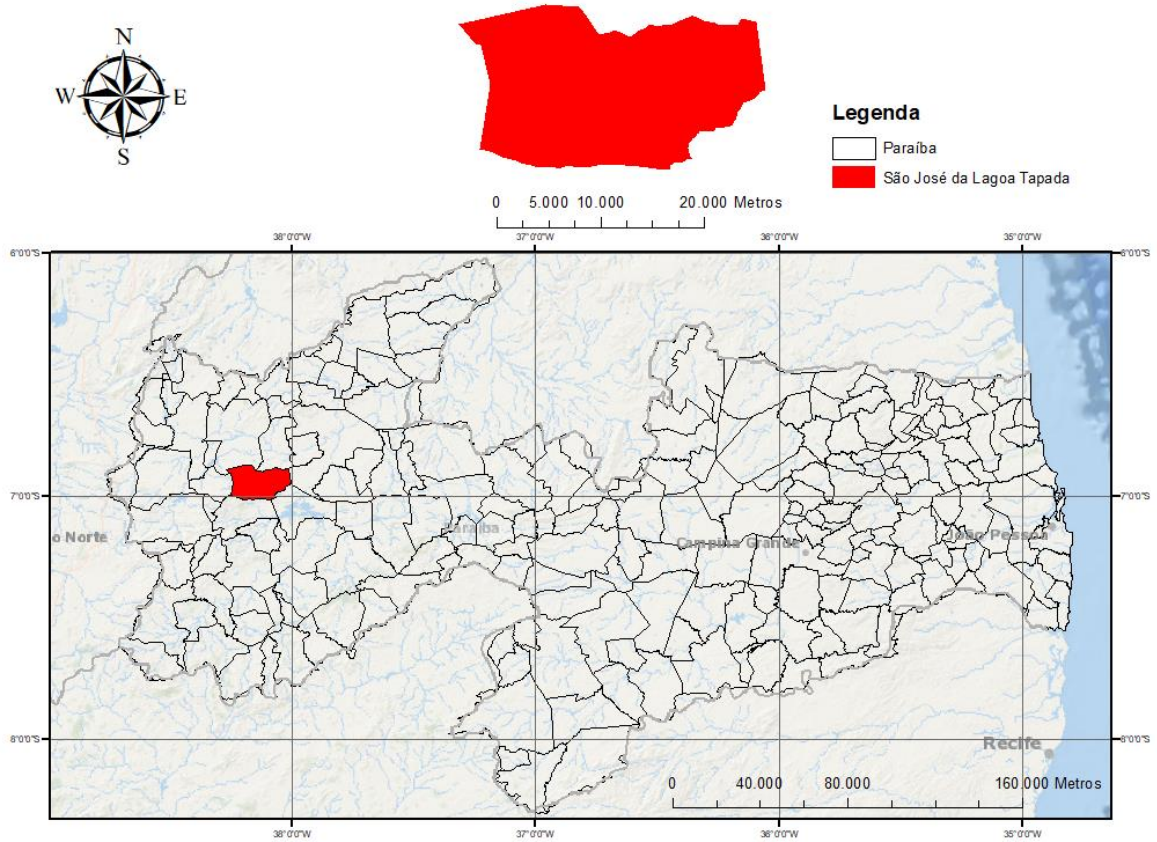 N
W E
S
Legenda
Paraíba
São José da Lagoa Tapada
0 5.000 10.000 20.000 Metros
38°0'0"W 37°0'0"W 36°0'0"W 35°0'0"W
6°0'0"S 6°0'0"S
7°0'0"S 7°0'0"S
o Norte
Paraíba
Campina Grande
João Pessoa
8°0'0"S 8°0'0"S
Recife
0 40.000 80.000 160.000 Metros
38°0'0"W 37°0'0"W 36°0'0"W 35°0'0"W